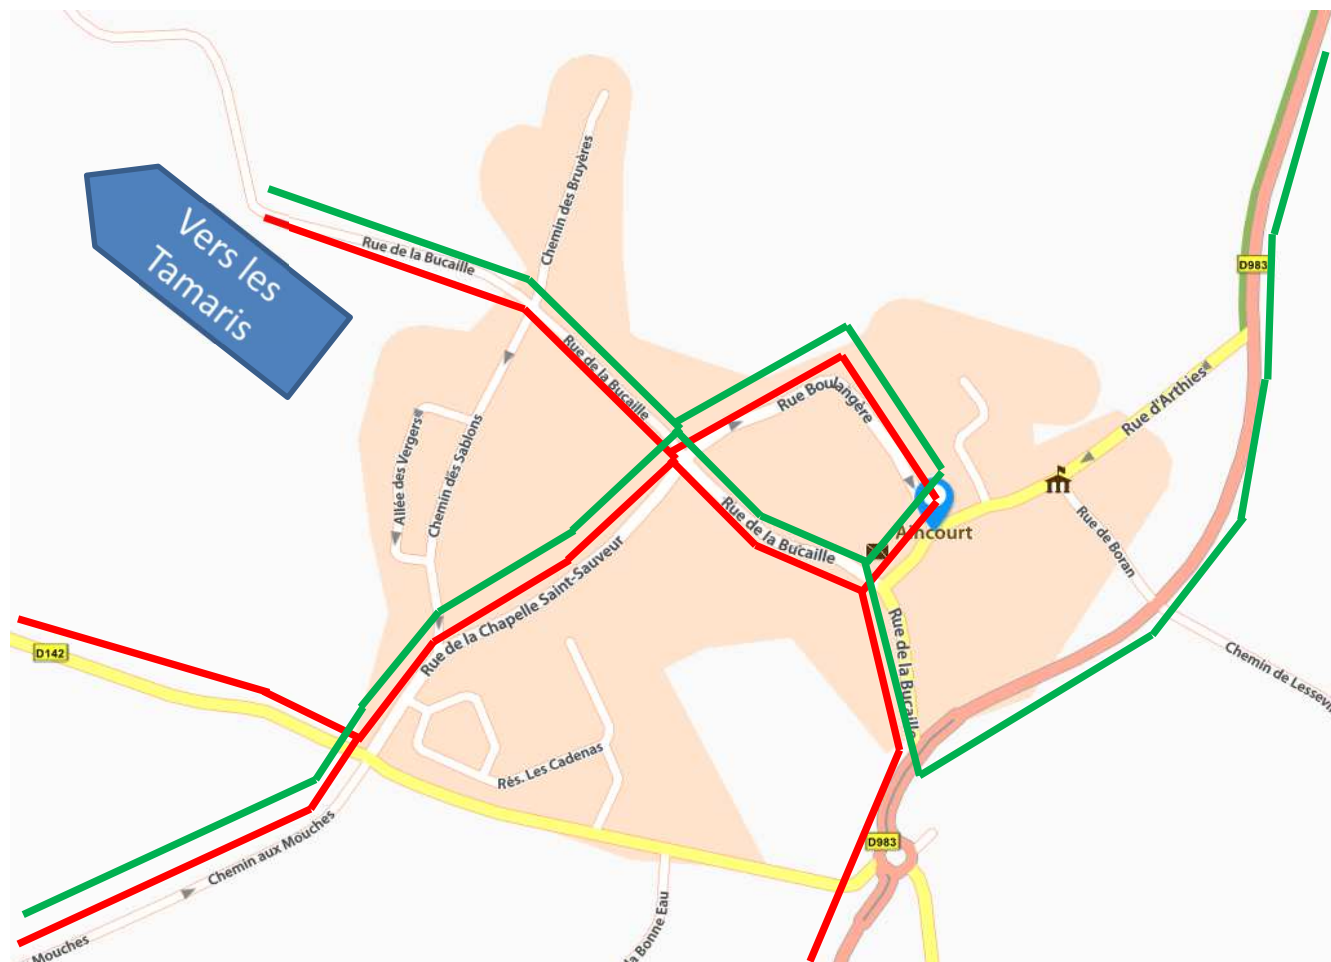 Chemin des Bruyères
Vers les
Tamaris
Rue de la Bucaille
D983
Rue de la Bucaille
Rue Boulangère
Rue d'Arthies
Allée des Vergers
Chemin des Sablons
Rue de la Bucaille
Aincourt
Rue de Boran
Rue de la Chapelle Saint-Sauveur
Rue de la Bucaille
D142
Chemin de Lessevil
Rés. Les Cadenas
D983
Chemin aux Mouches
la Bonne Eau
Mouches